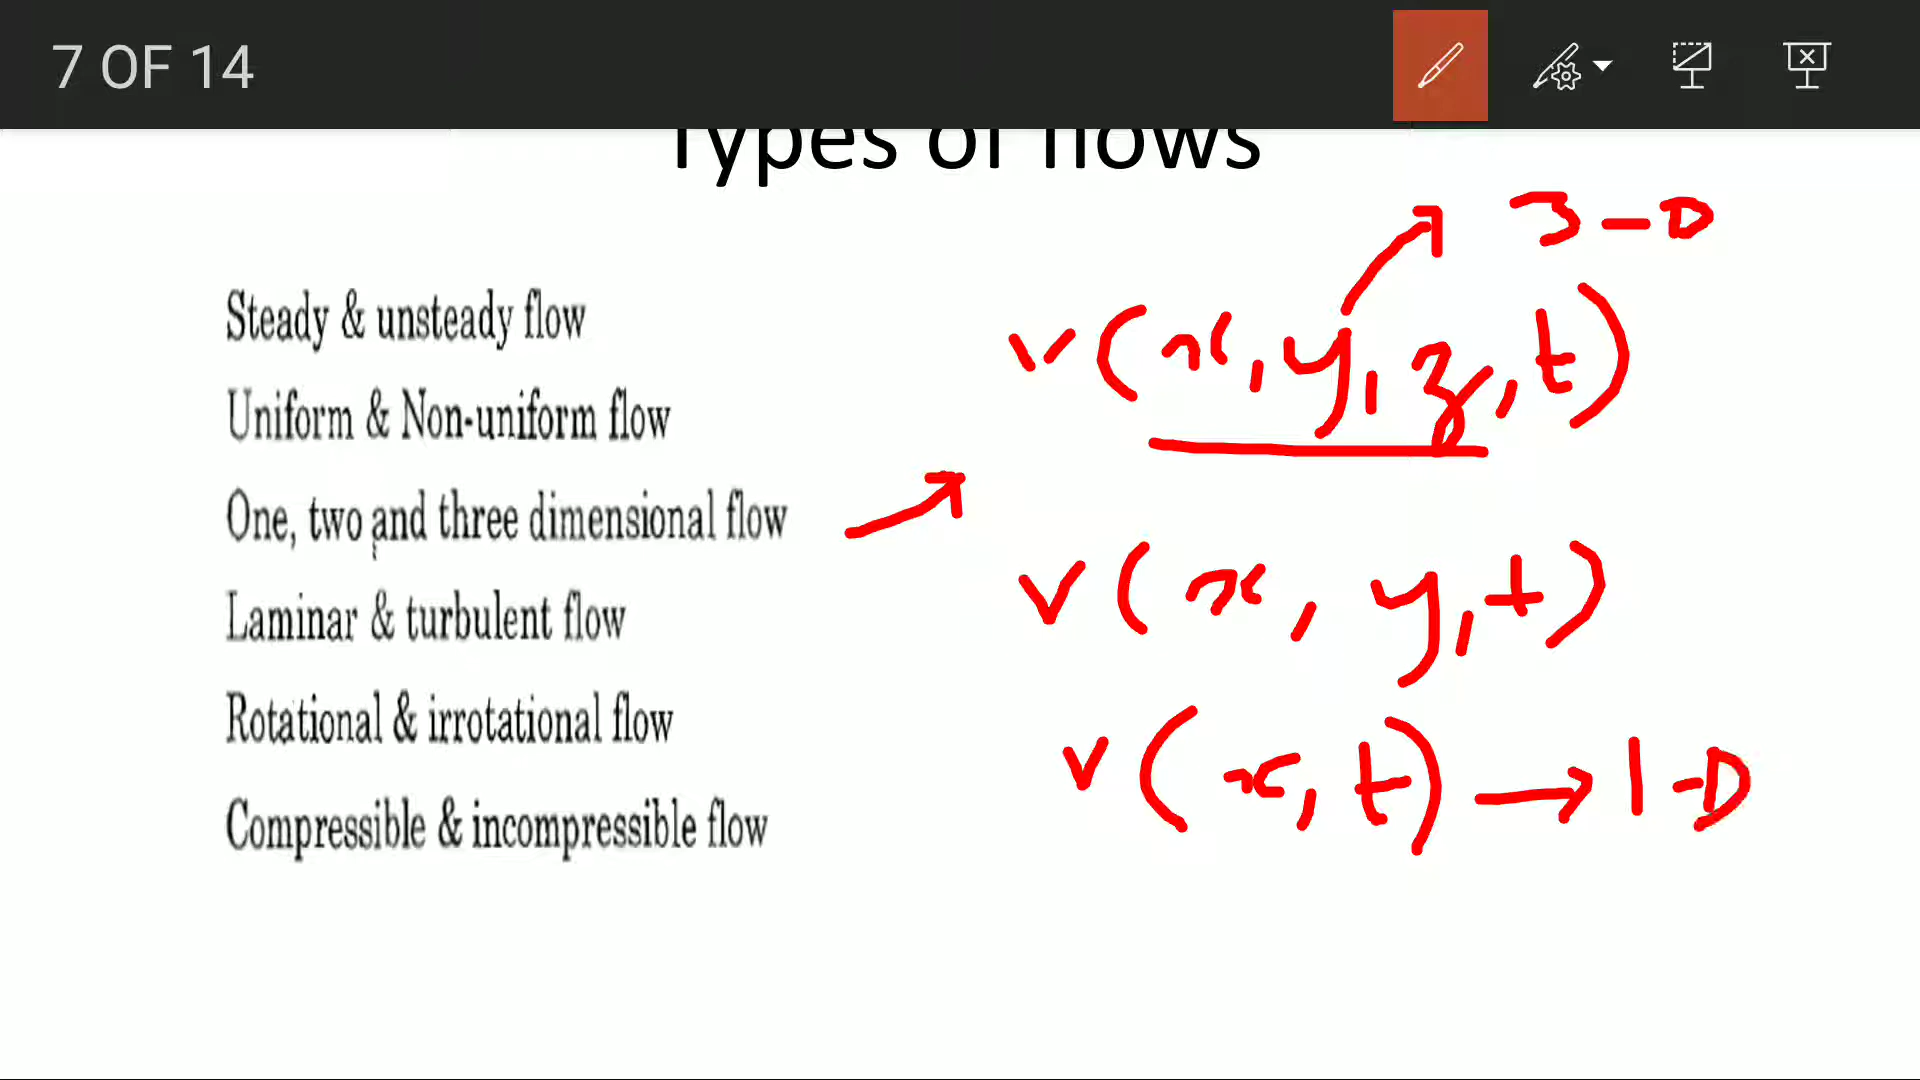 7 OF 14
Types of flows
3-D
v(x,y,z,t)
Steady & unsteady flow
Uniform & Non-uniform flow
One, two and three dimensional flow
v(x, y,t)
Laminar & turbulent flow
Rotational & irrotational flow
v(x,t) → 1-D
Compressible & incompressible flow